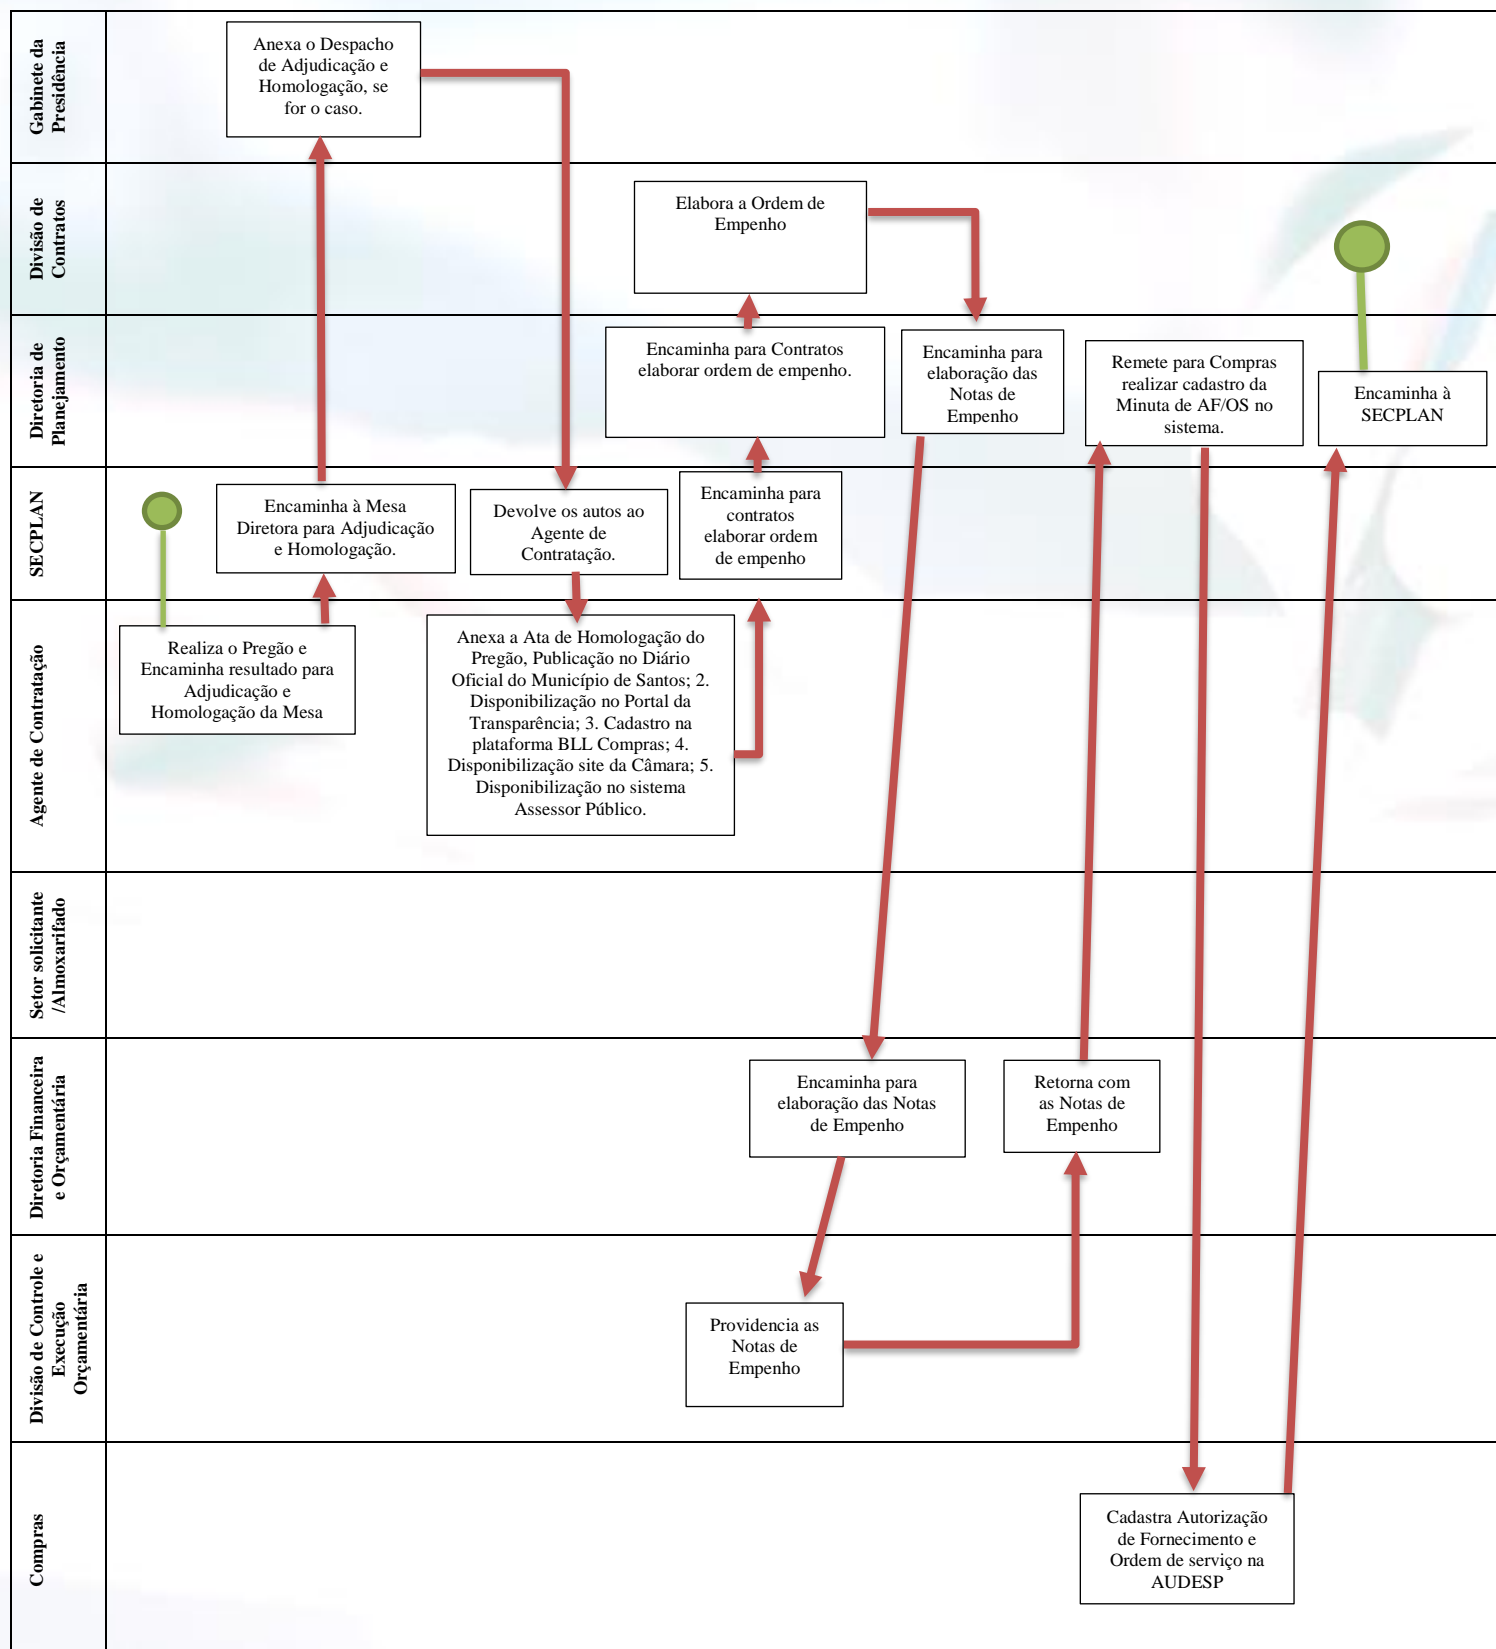 Gabinete da
Presidência
Anexa o Despacho
de Adjudicação e
Homologação, se
for o caso.
Divisão de
Contratos
Elabora a Ordem de
Empenho
Diretoria de
Planejamento
Encaminha para Contratos
elaborar ordem de empenho.
Encaminha para
elaboração das
Notas de
Empenho
Remete para Compras
realizar cadastro da
Minuta de AF/OS no
sistema.
Encaminha à
SECPLAN
SECPLAN
Encaminha à Mesa
Diretora para Adjudicação
e Homologação.
Devolve os autos ao
Agente de
Contratação.
Encaminha para
contratos
elaborar ordem
de empenho
Agente de Contratação
Realiza o Pregão e
Encaminha resultado para
Adjudicação e
Homologação da Mesa
Anexa a Ata de Homologação do
Pregão, Publicação no Diário
Oficial do Município de Santos; 2.
Disponibilização no Portal da
Transparência; 3. Cadastro na
plataforma BLL Compras; 4.
Disponibilização site da Câmara; 5.
Disponibilização no sistema
Assessor Público.
Setor solicitante
/Almoxarifado
Diretoria Financeira
e Orçamentária
Encaminha para
elaboração das Notas
de Empenho
Retorna com
as Notas de
Empenho
Divisão de Controle e
Execução
Orçamentária
Providencia as
Notas de
Empenho
Compras
Cadastra Autorização
de Fornecimento e
Ordem de serviço na
AUDESP